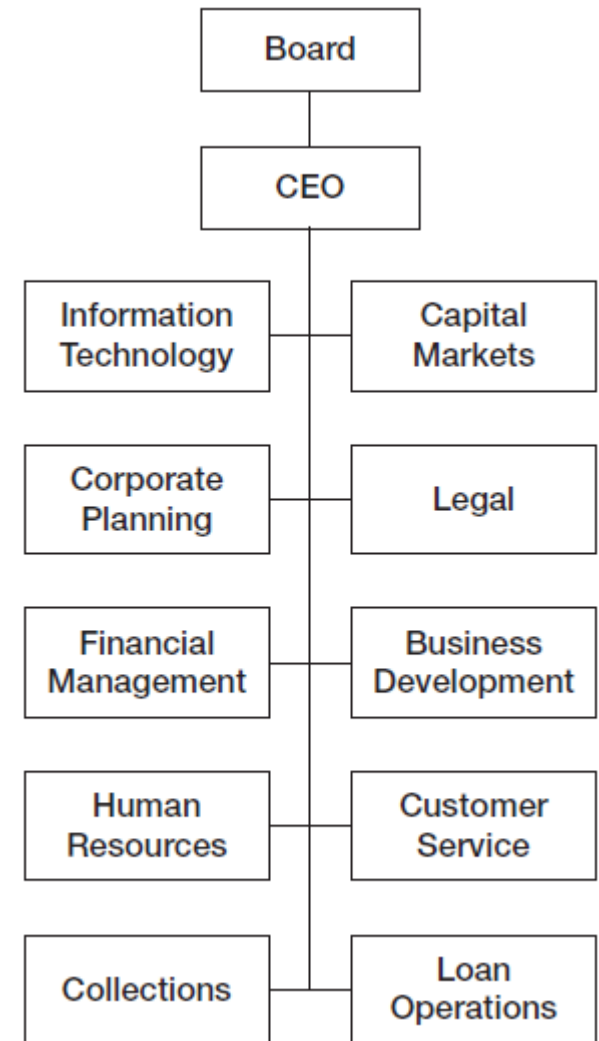 Board
CEO
Information
Technology
Capital
Markets
Corporate
Planning
Legal
Financial
Management
Business
Development
Human
Resources
Customer
Service
Collections
Loan
Operations